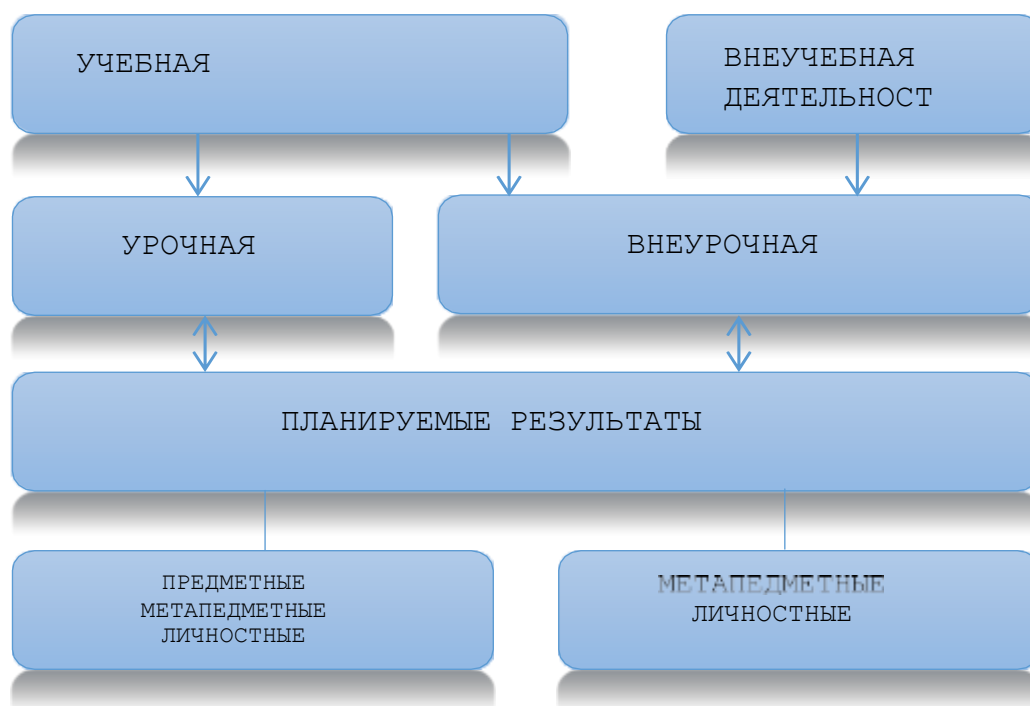 УЧЕБНАЯ
ВНЕУЧЕБНАЯ
ДЕЯТЕЛЬНОСТ
УРОЧНАЯ
ВНЕУРОЧНАЯ
ПЛАНИРУЕМЫЕ РЕЗУЛЬТАТЫ
ПРЕДМЕТНЫЕ
МЕТАПЕДМЕТНЫЕ
ЛИЧНОСТНЫЕ
МЕТАПЕДМЕТНЫЕ
ЛИЧНОСТНЫЕ